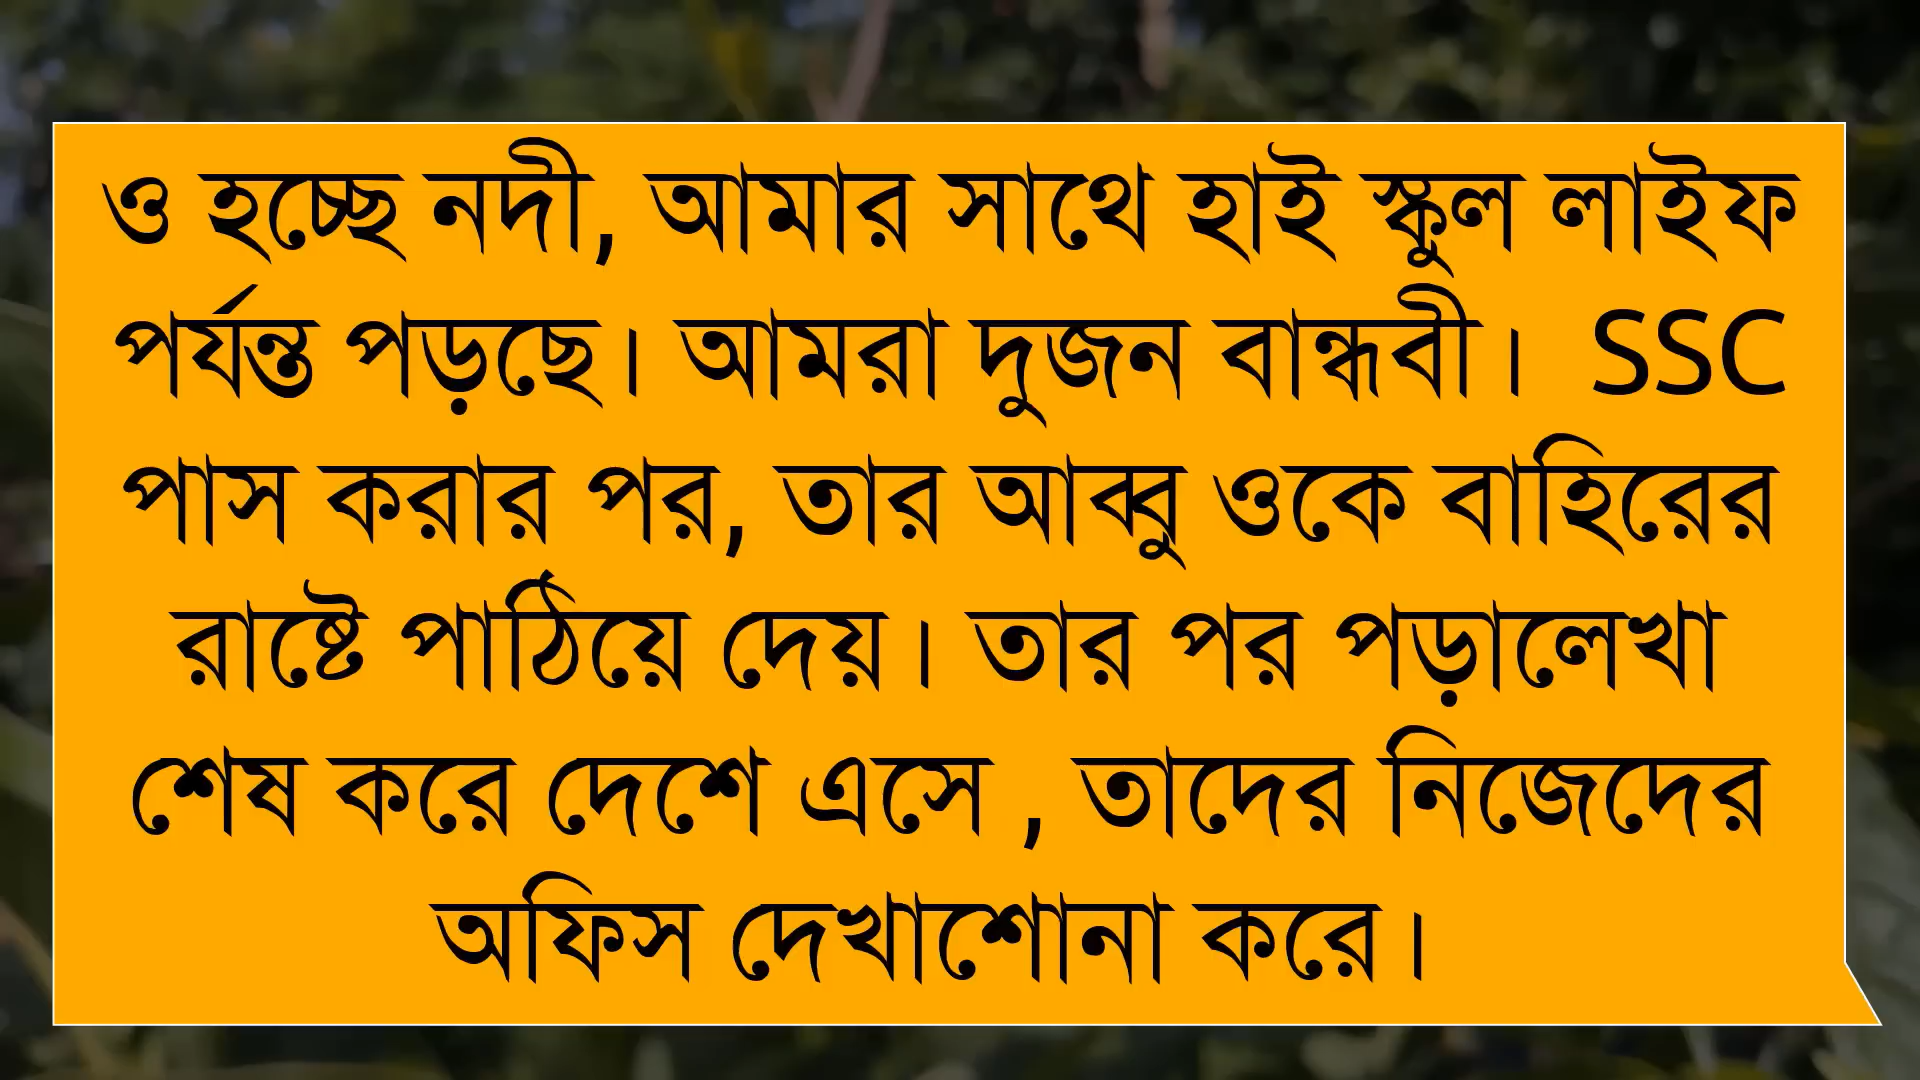 ও হচ্ছে নদী, আমার সাথে হাই স্কুল লাইফ
পর্যন্ত পড়ছে। আমরা দুজন বান্ধবী। SSC
পাস করার পর, তার আব্বু ওকে বাহিরের
রাষ্টে পাঠিয়ে দেয়। তার পর পড়ালেখা
শেষ করে দেশে এসে , তাদের নিজেদের
অফিস দেখাশোনা করে।